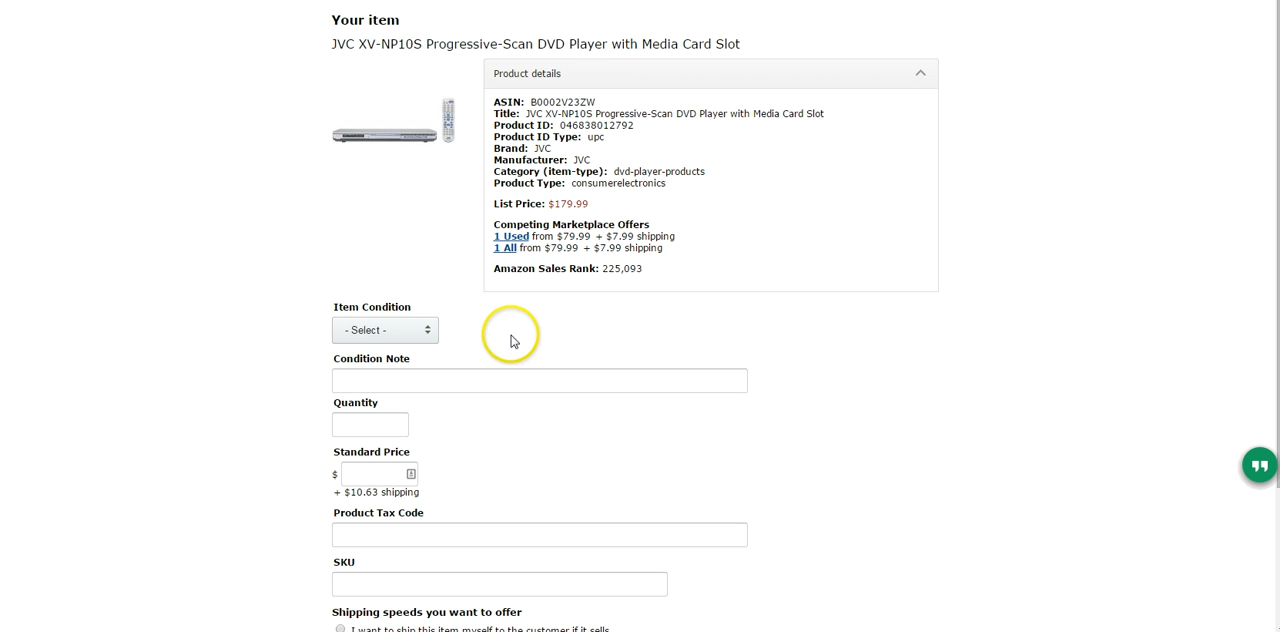 Your item
JVC XV-NP10S Progressive-Scan DVD Player with Media Card Slot
Product details
ASIN: B0002V23ZW
Title: JVC XV-NP10S Progressive-Scan DVD Player with Media Card Slot
Product ID: 046838012792
Product ID Type: upc
Brand: JVC
Manufacturer: JVC
Category (item-type): dvd-player-products
Product Type: consumerelectronics
List Price: $179.99
Competing Marketplace Offers
1 Used from $79.99 + $7.99 shipping
1 All from $79.99 + $7.99 shipping
Amazon Sales Rank: 225,093
Item Condition
- Select -
Condition Note
Quantity
Standard Price
$
+ $10.63 shipping
Product Tax Code
SKU
Shipping speeds you want to offer
I want to ship this item myself to the customer if it sells.